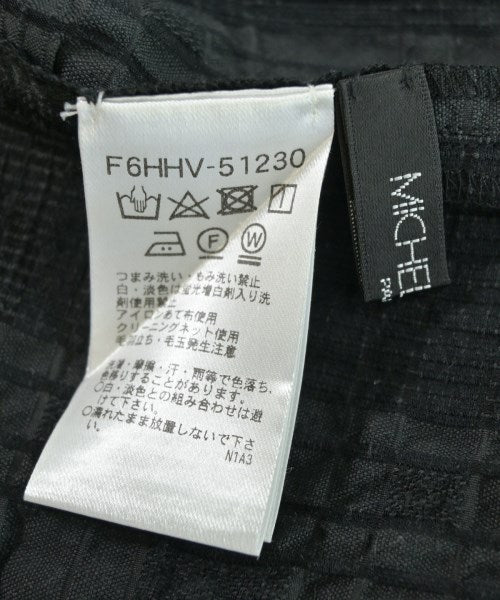 F6HHV-51230
F
W
つまみ洗い・もみ洗い禁止
白・淡色は蛍光増白剤入り洗
剤使用禁止
アイロンあて布使用
クリーニングネット使用
毛羽立ち・毛玉発生注意
着・摩擦・汗・雨等で色落ち、
色移りすることがあります。
○白・淡色との組み合わせは避
けて下さい。
○濡れたまま放置しないで下さ
い。
N1A3
MICHEL
PA